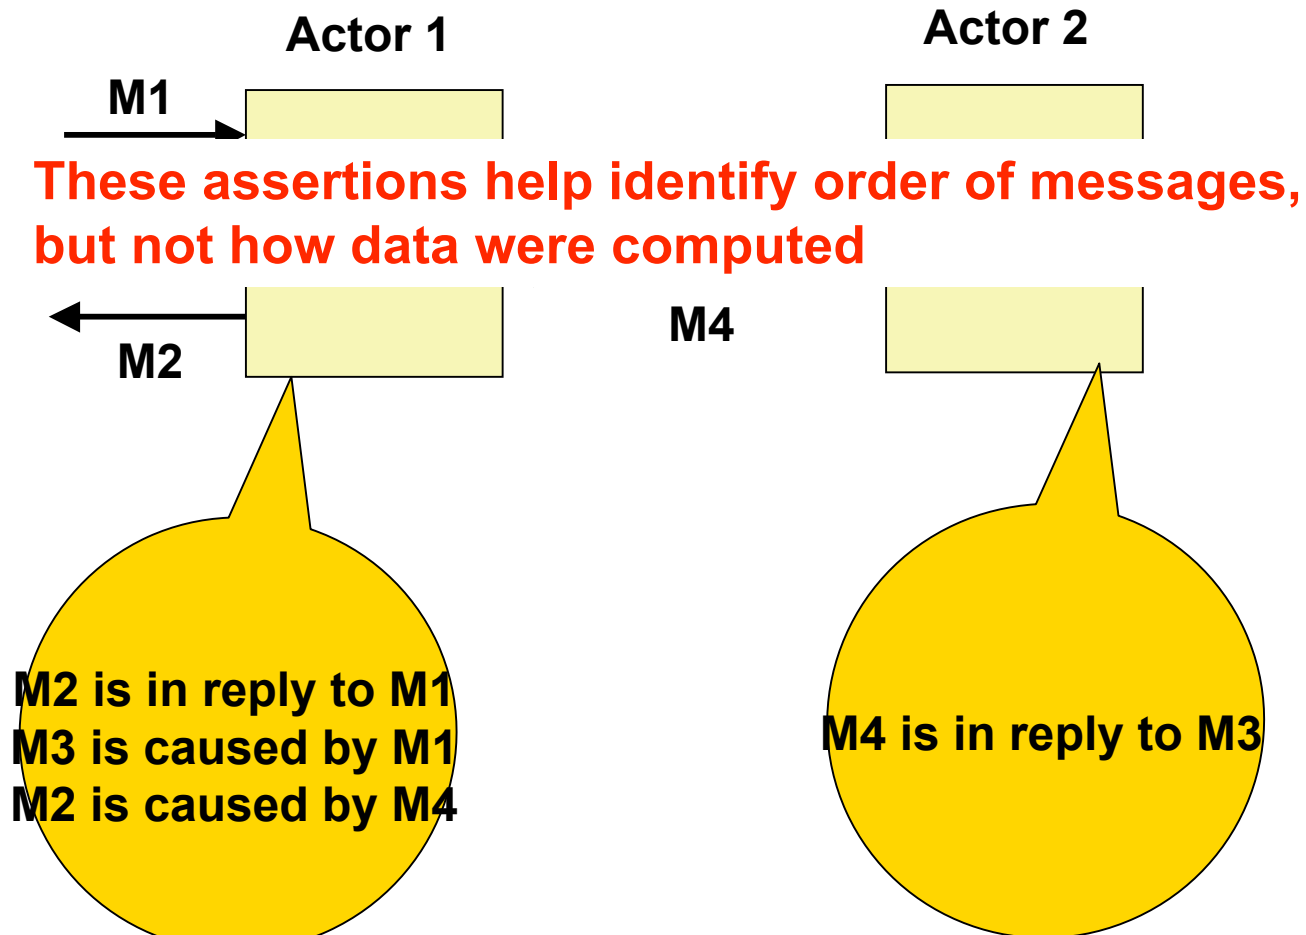 Actor 1
Actor 2
M1
These assertions help identify order of messages,
but not how data were computed
M4
M2
M2 is in reply to M1
M3 is caused by M1
M2 is caused by M4
M4 is in reply to M3